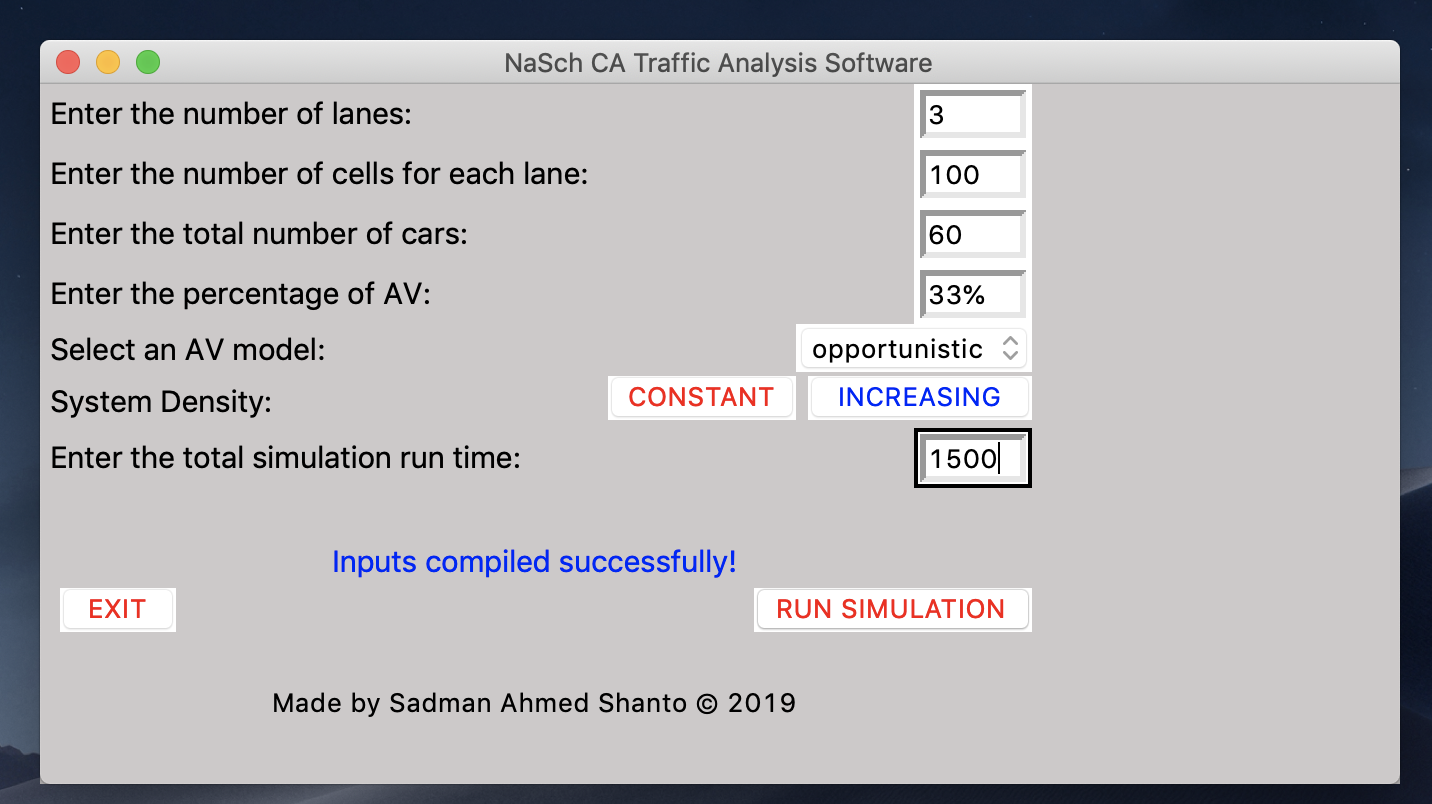 NaSch CA Traffic Analysis Software
Enter the number of lanes: 3
Enter the number of cells for each lane: 100
Enter the total number of cars: 60
Enter the percentage of AV: 33%
Select an AV model: opportunistic
System Density: CONSTANT INCREASING
Enter the total simulation run time: 1500
Inputs compiled successfully!
EXIT RUN SIMULATION
Made by Sadman Ahmed Shanto © 2019